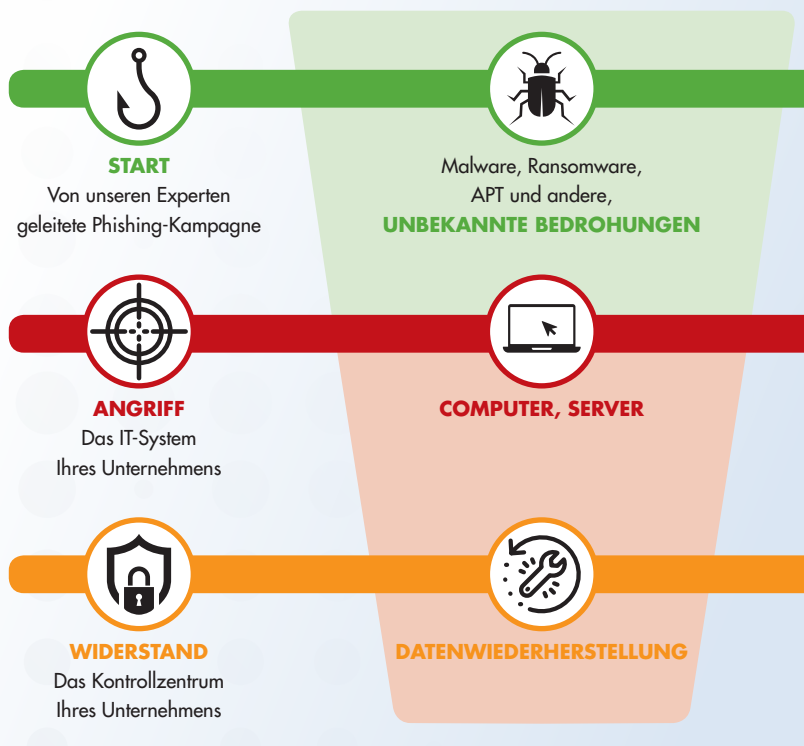 START
Von unseren Experten
geleitete Phishing-Kampagne
Malware, Ransomware,
APT und andere,
UNBEKANNTE BEDROHUNGEN
ANGRIFF
Das IT-System
Ihres Unternehmens
COMPUTER, SERVER
WIDERSTAND
Das Kontrollzentrum
Ihres Unternehmens
DATENWIEDERHERSTELLUNG